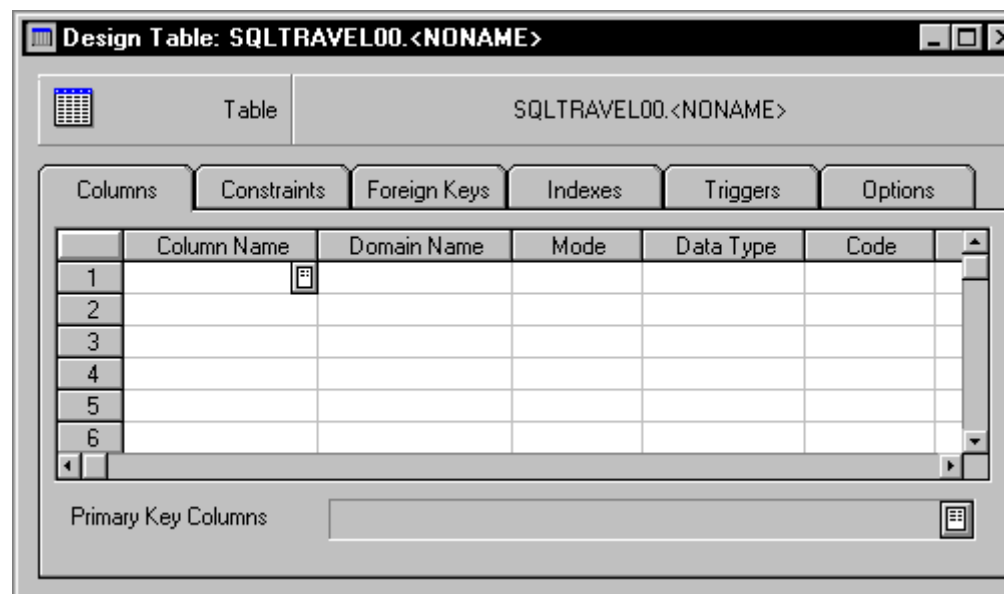 Design Table: SQLTRAVEL00.<NONAME>
Table SQLTRAVEL00.<NONAME>
Columns Constraints Foreign Keys Indexes Triggers Options
Column Name Domain Name Mode Data Type Code
1
2
3
4
5
6
Primary Key Columns